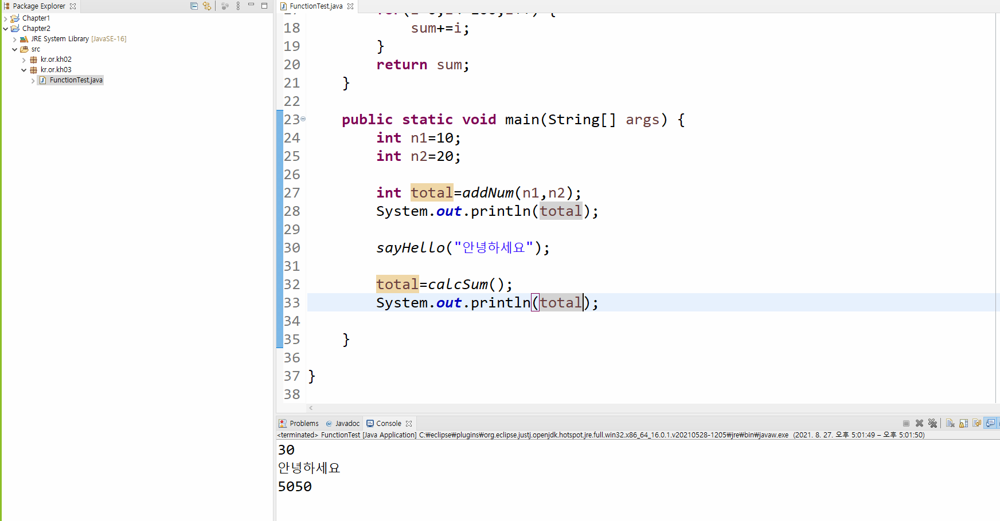 Package Explorer
Chapter1
Chapter2
JRE System Library [JavaSE-16]
src
kr.or.kh02
kr.or.kh03
FunctionTest.java
FunctionTest.java
18 sum+=i;
19 }
20 return sum;
21 }
22
23 public static void main(String[] args) {
24 int n1=10;
25 int n2=20;
26
27 int total=addNum(n1,n2);
28 System.out.println(total);
29
30 sayHello("안녕하세요");
31
32 total=calcSum();
33 System.out.println(total);
34
35 }
36
37 }
38
Problems @ Javadoc Console
<terminated> FunctionTest [Java Application] C:₩eclipse₩plugins₩org.eclipse.justj.openjdk.hotspot.jre.full.win32.x86_64_16.0.1.v20210528-1205₩jre₩bin₩javaw.exe (2021. 8. 27. 오후 5:01:49 – 오후 5:01:50)
30
안녕하세요
5050